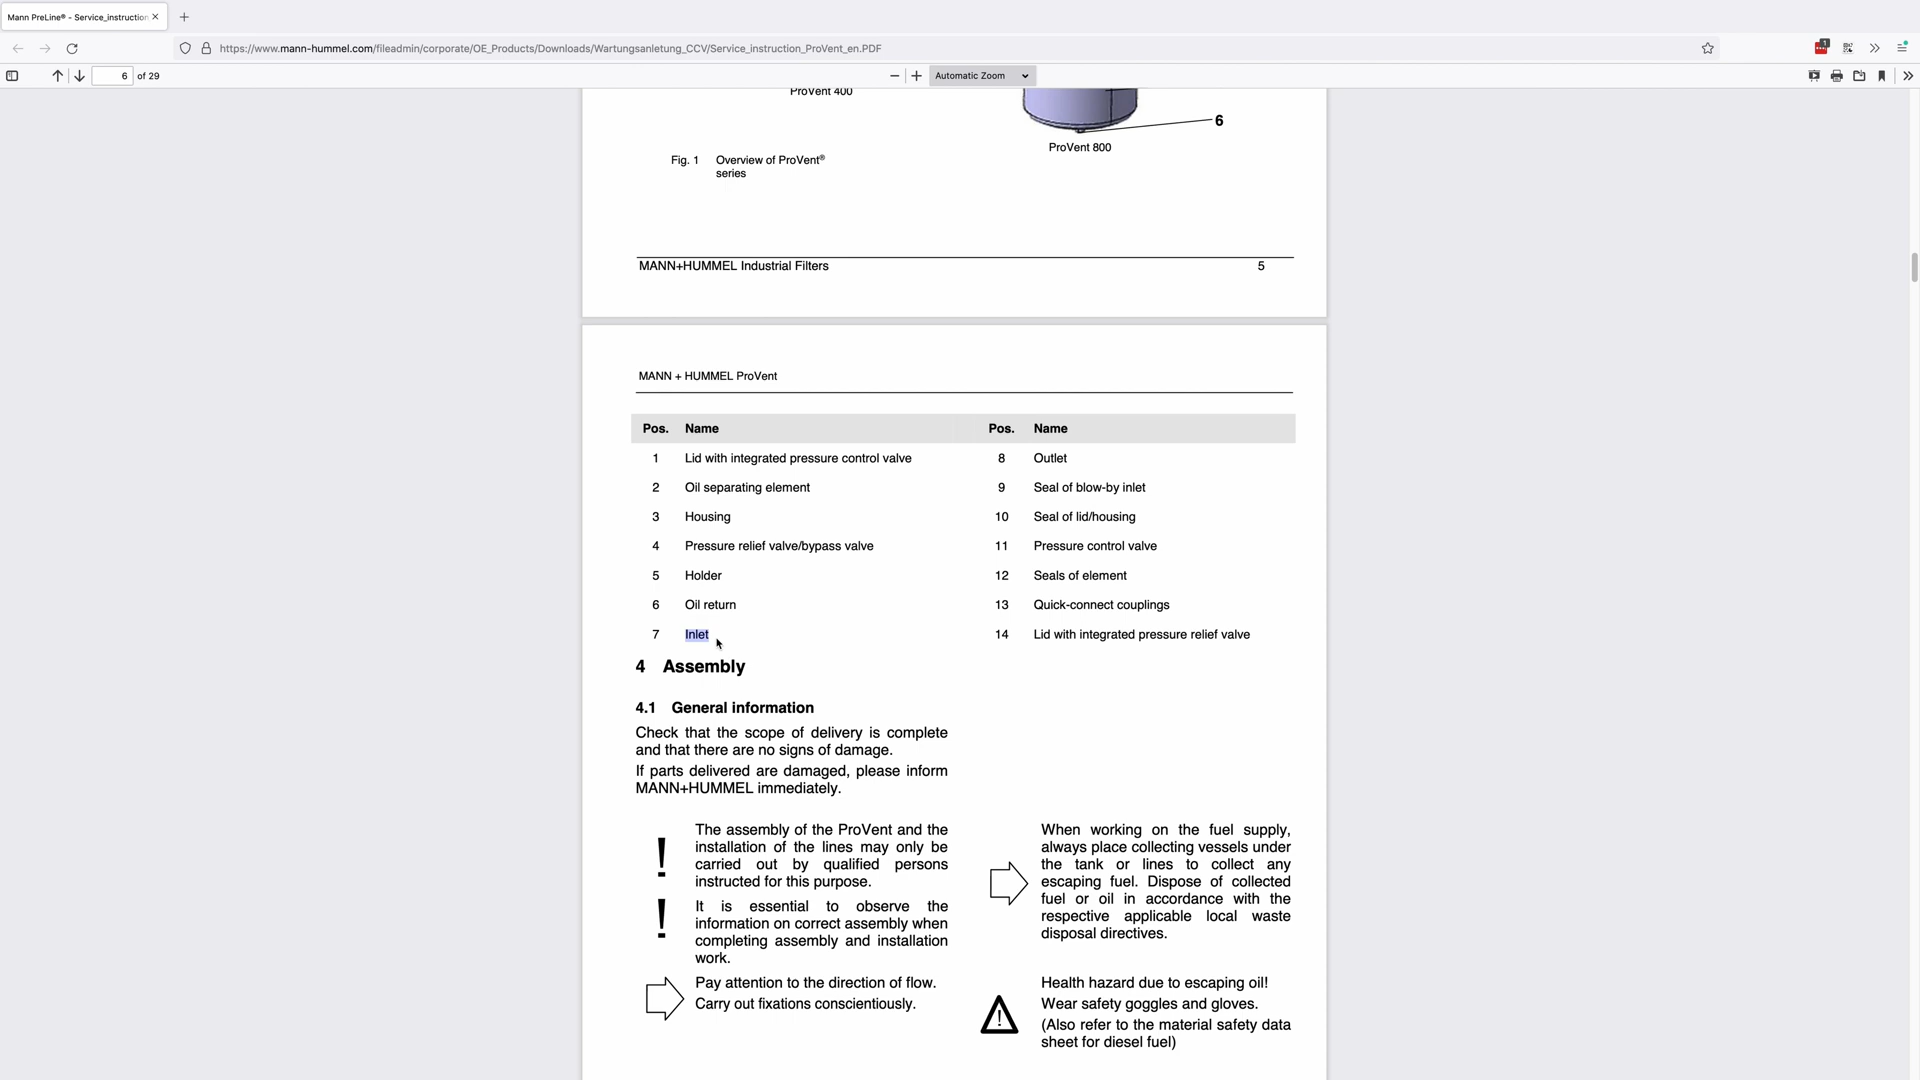 Mann PreLine® - Service_instruction
https://www.mann-hummel.com/fileadmin/corporate/OE_Products/Downloads/Wartungsanletung_CCV/Service_instruction_ProVent_en.PDF
1
6 of 29
Automatic Zoom
ProVent 400
6
ProVent 800
Fig. 1 Overview of ProVent®
series
MANN+HUMMEL Industrial Filters 5
MANN + HUMMEL ProVent
Pos. Name Pos. Name
1 Lid with integrated pressure control valve 8 Outlet
2 Oil separating element 9 Seal of blow-by inlet
3 Housing 10 Seal of lid/housing
4 Pressure relief valve/bypass valve 11 Pressure control valve
5 Holder 12 Seals of element
6 Oil return 13 Quick-connect couplings
7 Inlet 14 Lid with integrated pressure relief valve
4 Assembly
4.1 General information
Check that the scope of delivery is complete
and that there are no signs of damage.
If parts delivered are damaged, please inform
MANN+HUMMEL immediately.
! The assembly of the ProVent and the
installation of the lines may only be
carried out by qualified persons
instructed for this purpose.
! It is essential to observe the
information on correct assembly when
completing assembly and installation
work.
Pay attention to the direction of flow.
Carry out fixations conscientiously.
When working on the fuel supply,
always place collecting vessels under
the tank or lines to collect any
escaping fuel. Dispose of collected
fuel or oil in accordance with the
respective applicable local waste
disposal directives.
Health hazard due to escaping oil!
Wear safety goggles and gloves.
(Also refer to the material safety data
sheet for diesel fuel)